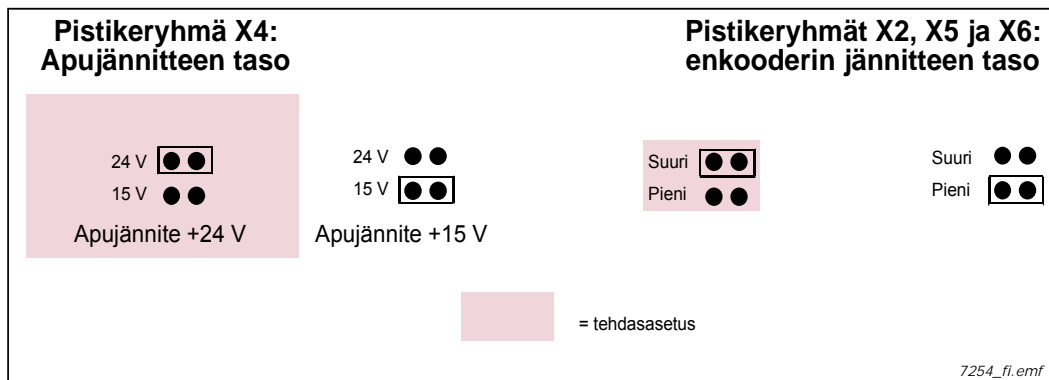 Pistikeryhmä X4:
Apujännitteen taso
24 V
15 V
Apujännite +24 V
24 V
15 V
Apujännite +15 V
Pistikeryhmät X2, X5 ja X6:
enkooderin jännitteen taso
Suuri
Pieni
Suuri
Pieni
= tehdasasetus
7254_fi.emf